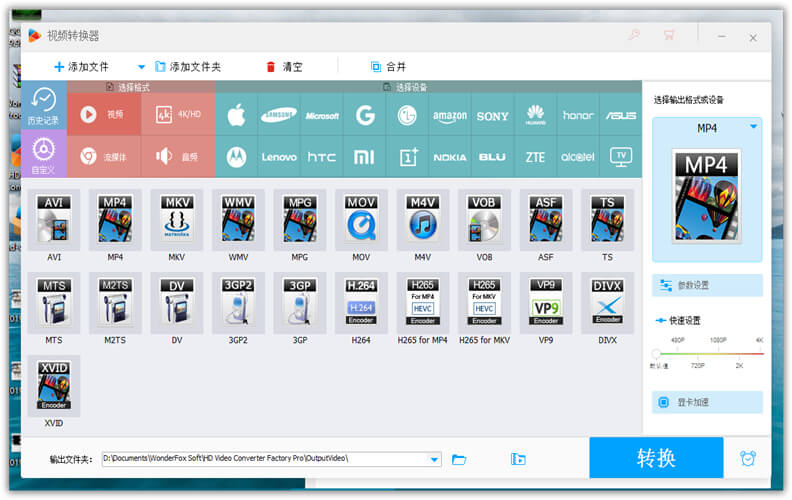 视频转换器
添加文件 添加文件夹 清空 合并
选择格式 选择设备 选择输出格式或设备
历史记录 视频 4K/HD SAMSUNG Microsoft G LG amazon SONY HUAWEI honor ASUS
自定义 流媒体 音频 Lenovo hTC MI 1+ NOKIA BLU ZTE alcatel TV
MP4
MP4
AVI MP4 MKV WMV MPG MOV M4V VOB ASF TS
MATROSKA
AVI MP4 MKV WMV MPG MOV M4V VOB ASF TS
MTS M2TS DV 3GP2 3GP H.264 H265 H265 VP9 DIVX
For MP4 For MKV
H.264 HEVC HEVC VP9
Encoder Encoder Encoder Encoder Encoder
MTS M2TS DV 3GP2 3GP H264 H265 for MP4 H265 for MKV VP9 DIVX
参数设置
快速设置
480P 1080P 4K
默认值 720P 2K
XVID
Encoder
XVID
显卡加速
输出文件夹: D:\Documents\WonderFox Soft\HD Video Converter Factory Pro\OutputVideo\ 转换